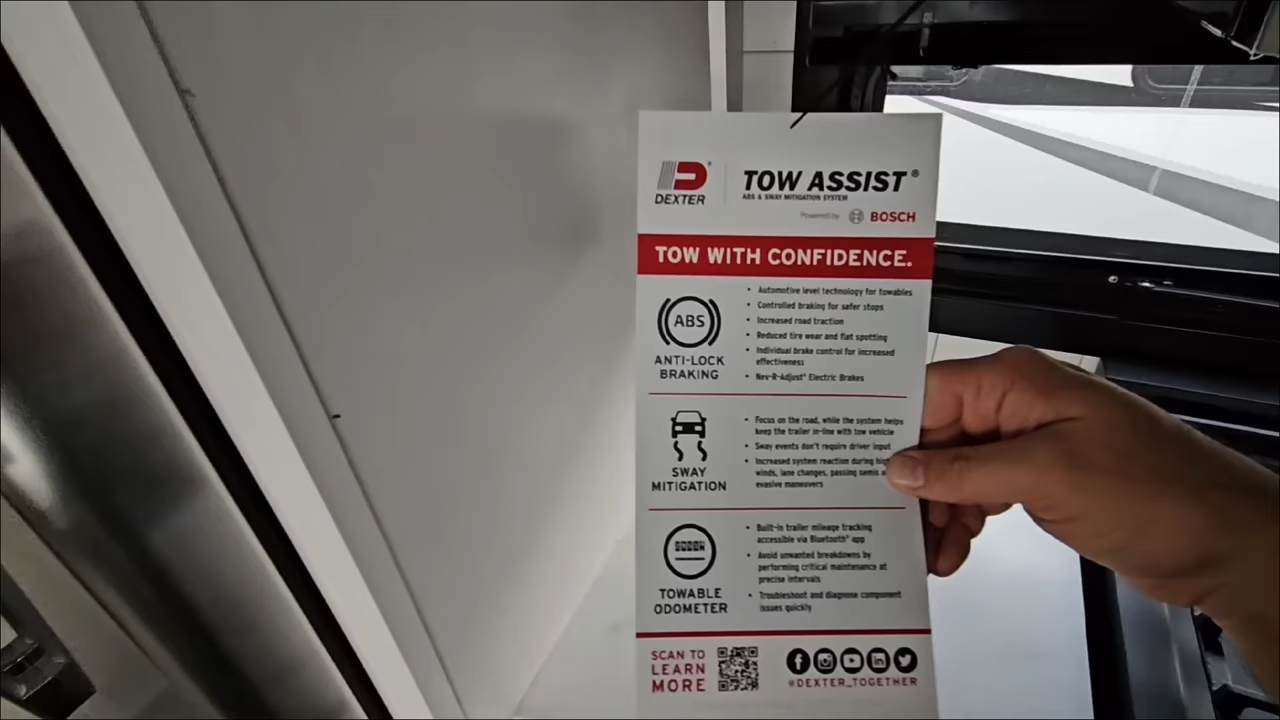 DEXTER
TOW ASSIST®
ABS & SWAY MITIGATION SYSTEM
Powered by BOSCH
TOW WITH CONFIDENCE.
ABS
ANTI-LOCK
BRAKING
• Automotive level technology for towables
• Controlled braking for safer stops
• Increased road traction
• Reduced tire wear and flat spotting
• Individual brake control for increased
effectiveness
• Nev-R-Adjust® Electric Brakes
SWAY
MITIGATION
• Focus on the road, while the system helps
keep the trailer in-line with tow vehicle
• Sway events don't require driver input
• Increased system reaction during
winds, lane changes, passing semis
evasive maneuvers
TOWABLE
ODOMETER
• Built-in trailer mileage tracking
accessible via Bluetooth® app
• Avoid unwanted breakdowns by
performing critical maintenance at
precise intervals
• Troubleshoot and diagnose component
issues quickly
SCAN TO
LEARN
MORE
@DEXTER_TOGETHER